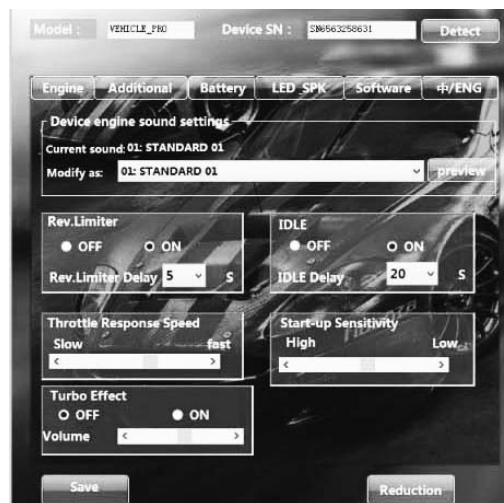 Model : VEHICLE_PRO Device SN : SN6563258631 Detect
Engine Additional Battery LED_SPK Software 中/ENG
Device engine sound settings
Current sound: 01: STANDARD 01
Modify as: 01: STANDARD 01 preview
Rev.Limiter
OFF ON
Rev.Limiter Delay 5 S
IDLE
OFF ON
IDLE Delay 20 S
Throttle Response Speed
Slow fast
Start-up Sensitivity
High Low
Turbo Effect
OFF ON
Volume
Save Reduction